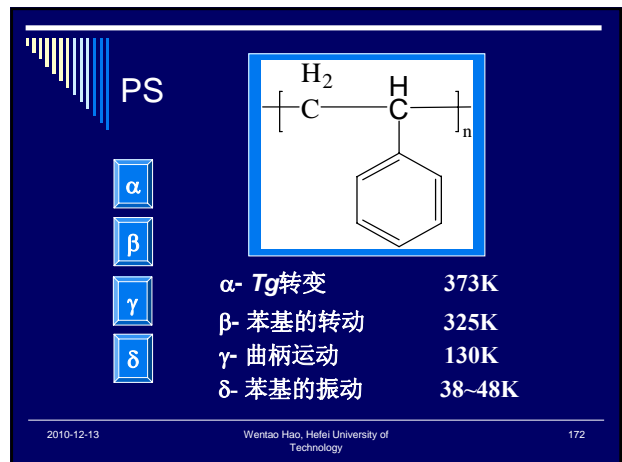 PS
H2
H
C
C
n
α
β
γ
δ
α- Tg转变 373K
β- 苯基的转动 325K
γ- 曲柄运动 130K
δ- 苯基的振动 38~48K
2010-12-13
Wentao Hao, Hefei University of
Technology
172